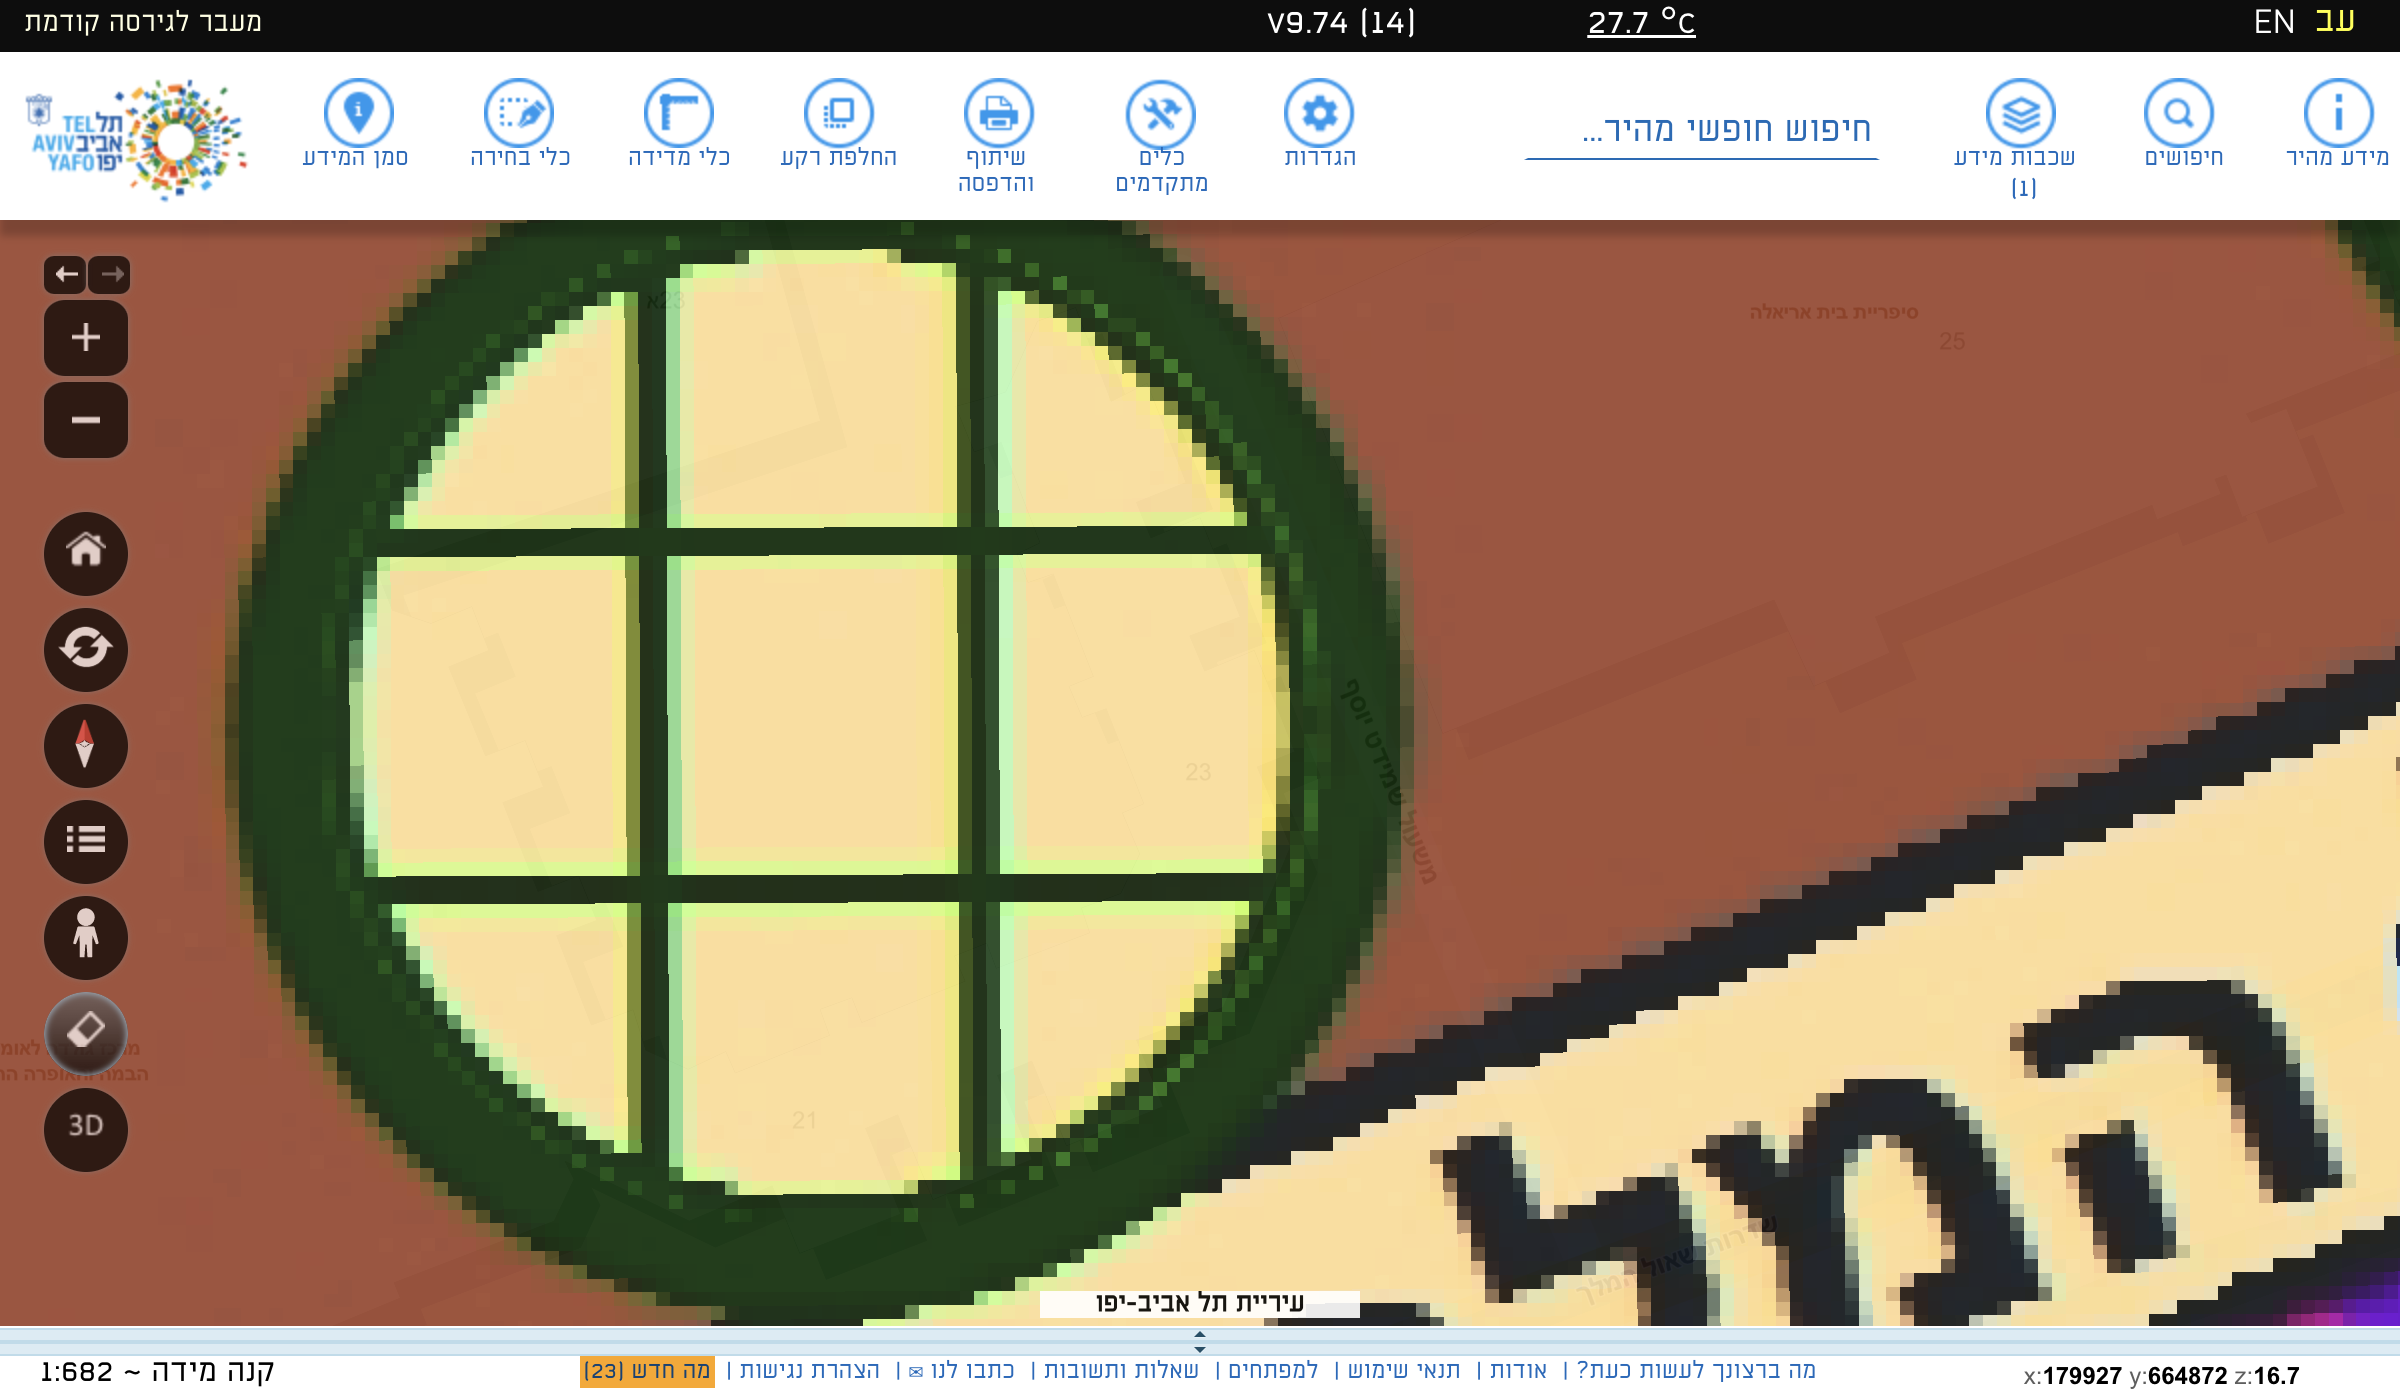 עב EN
27.7 °C
V9.74 (14)
מעבר לגירסה קודמת
מידע מהיר
חיפושים
שכבות מידע
(1)
חיפוש חופשי מהיר...
הגדרות
כלים
מתקדמים
שיתוף
והדפסה
החלפת רקע
כלי מדידה
כלי בחירה
סמן המידע
TEL תל
AVIV אביב
YAFO יפו
23א
סיפריית בית אריאלה
25
23
משעול שמידט יוסף
21
3D
המל
שדרות שאול המלך
עיריית תל אביב-יפו
x:179927 y:664872 z:16.7
מה ברצונך לעשות כעת? | אודות | תנאי שימוש | למפתחים | שאלות ותשובות | כתבו לנו ✉ | הצהרת נגישות | מה חדש (23)
קנה מידה ~ 1:682